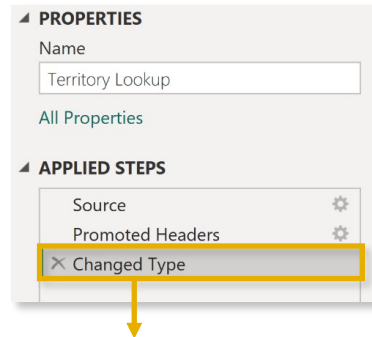 PROPERTIES
Name
Territory Lookup
All Properties
APPLIED STEPS
Source
Promoted Headers
Changed Type